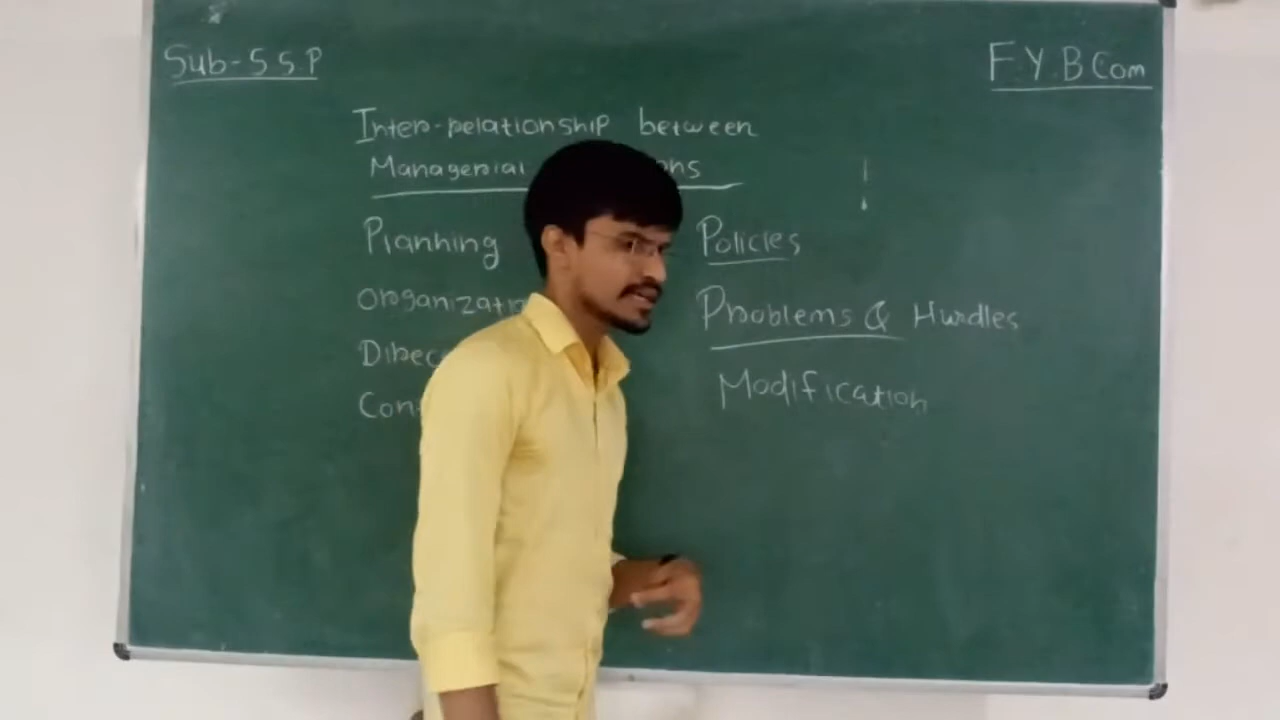 Sub-SSP
F.Y.BCom
Inter-relationship between
Managerial
Planning
Policies
Problems & Hurdles
Modification